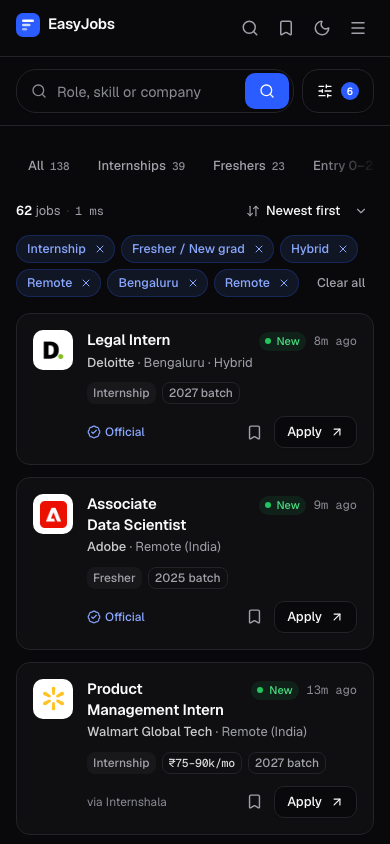 EasyJobs
Role, skill or company
6
All 138 Internships 39 Freshers 23 Entry 0–2
62 jobs · 1 ms Newest first
Internship × Fresher / New grad × Hybrid ×
Remote × Bengaluru × Remote × Clear all
D.
Legal Intern New 8m ago
Deloitte · Bengaluru · Hybrid
Internship 2027 batch
Official Apply
Associate New 9m ago
Data Scientist
Adobe · Remote (India)
Fresher 2025 batch
Official Apply
Product New 13m ago
Management Intern
Walmart Global Tech · Remote (India)
Internship ₹75–90k/mo 2027 batch
via Internshala Apply